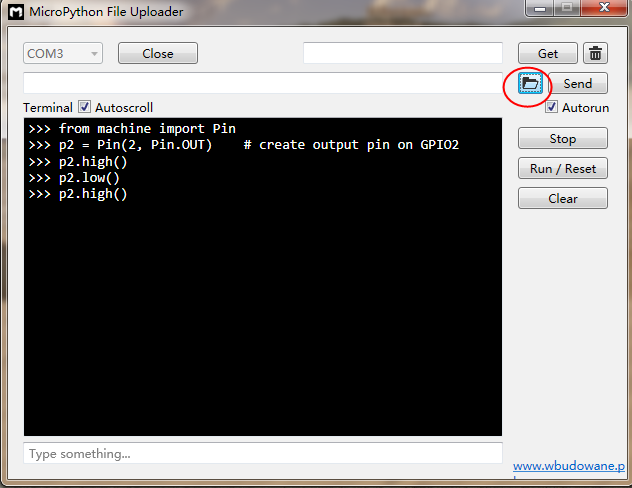 MicroPython File Uploader
COM3 Close Get
Send
Terminal Autoscroll Autorun
>>> from machine import Pin
>>> p2 = Pin(2, Pin.OUT)    # create output pin on GPIO2
>>> p2.high()
>>> p2.low()
>>> p2.high()
Stop
Run / Reset
Clear
Type something...
www.wbudowane.p